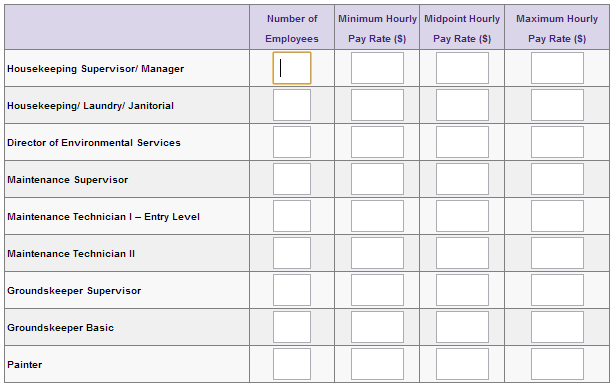 Number of Employees
Minimum Hourly Pay Rate ($)
Midpoint Hourly Pay Rate ($)
Maximum Hourly Pay Rate ($)
Housekeeping Supervisor/ Manager
Housekeeping/ Laundry/ Janitorial
Director of Environmental Services
Maintenance Supervisor
Maintenance Technician I – Entry Level
Maintenance Technician II
Groundskeeper Supervisor
Groundskeeper Basic
Painter